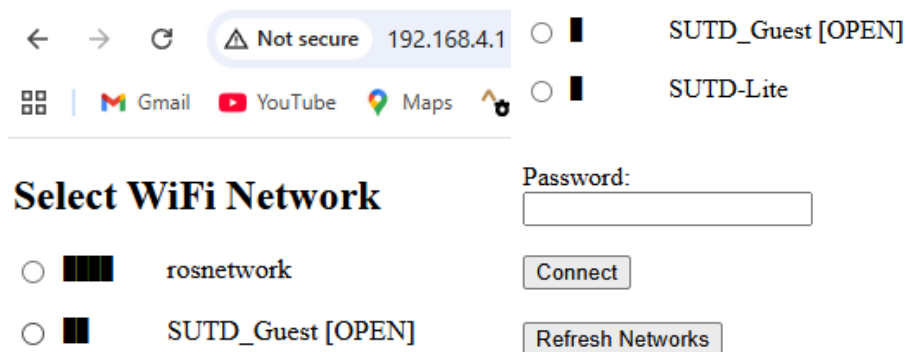 Not secure 192.168.4.1
Gmail YouTube Maps
Select WiFi Network
rosnetwork
SUTD_Guest [OPEN]
SUTD_Guest [OPEN]
SUTD-Lite
Password:
Connect
Refresh Networks